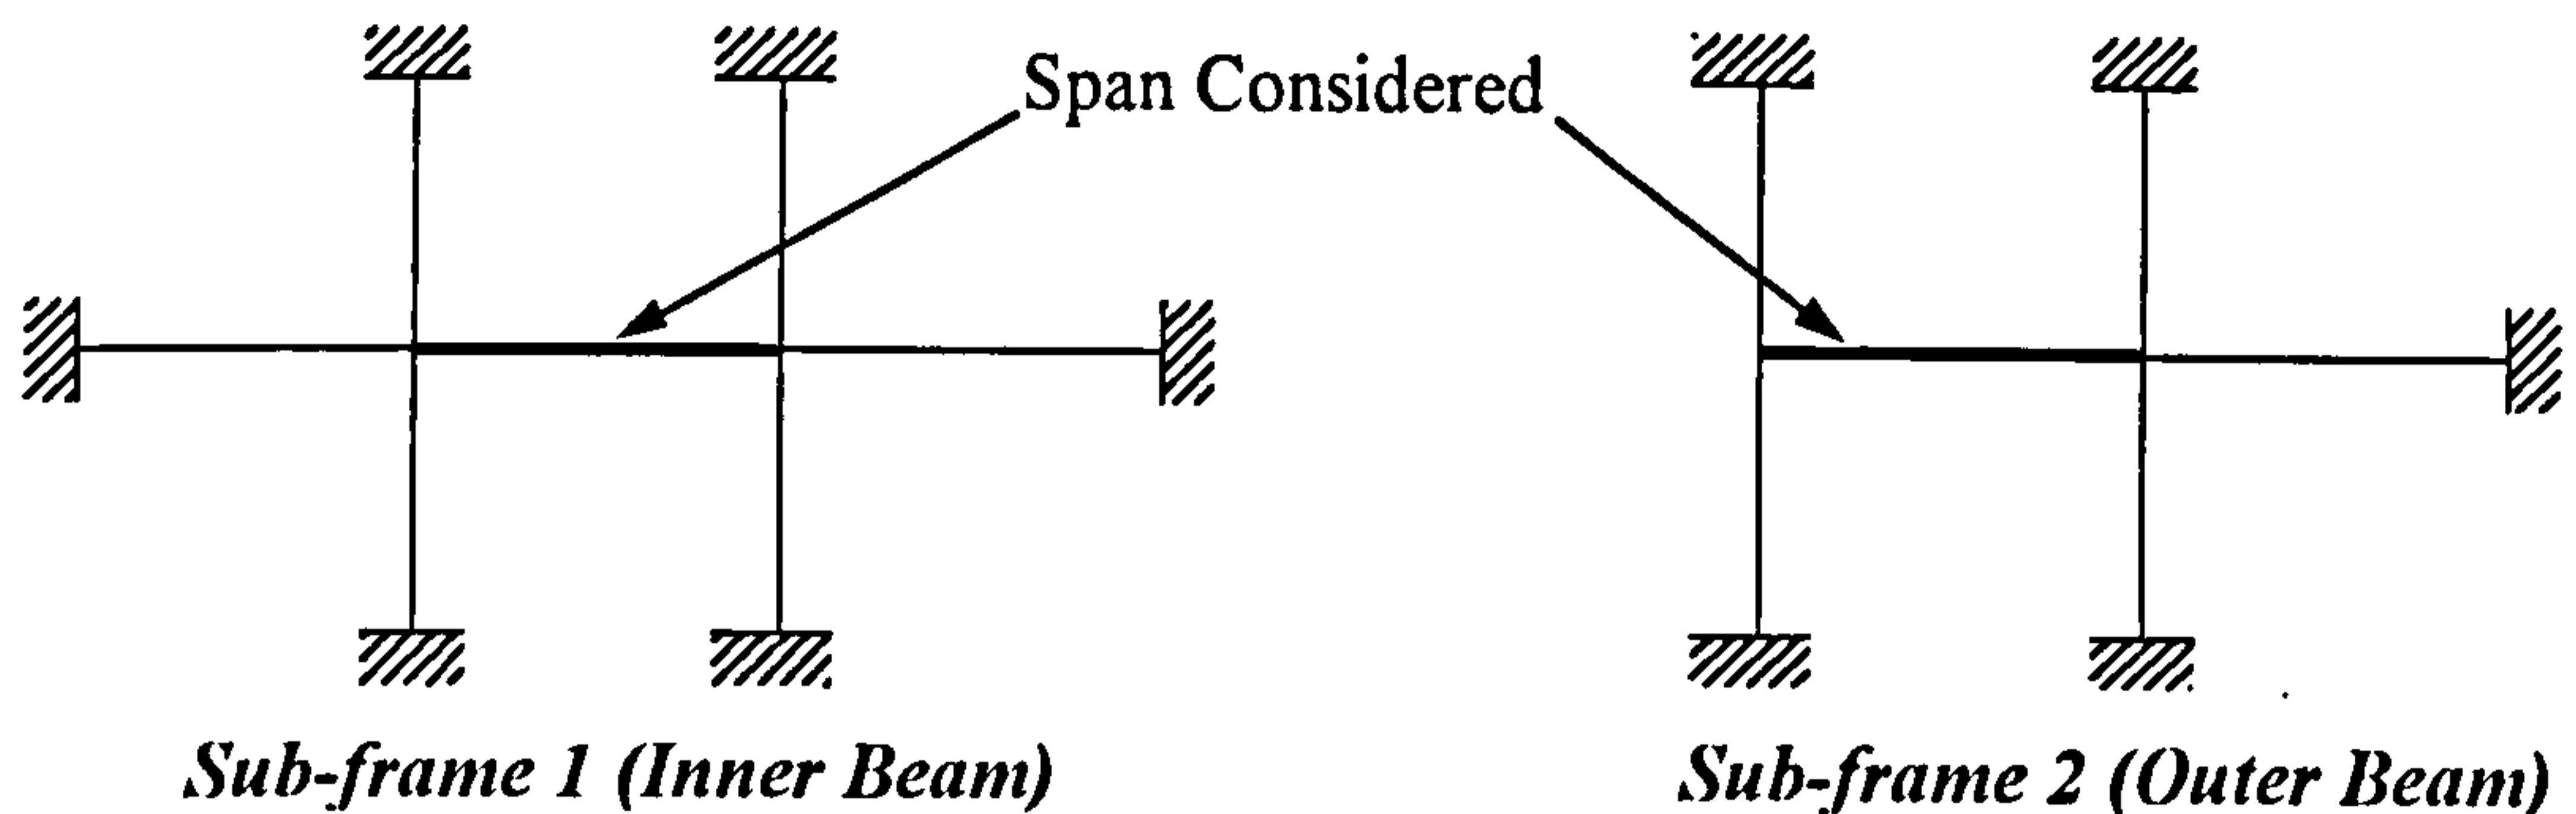 Span Considered
Sub-frame 1 (Inner Beam)
Sub-frame 2 (Outer Beam)